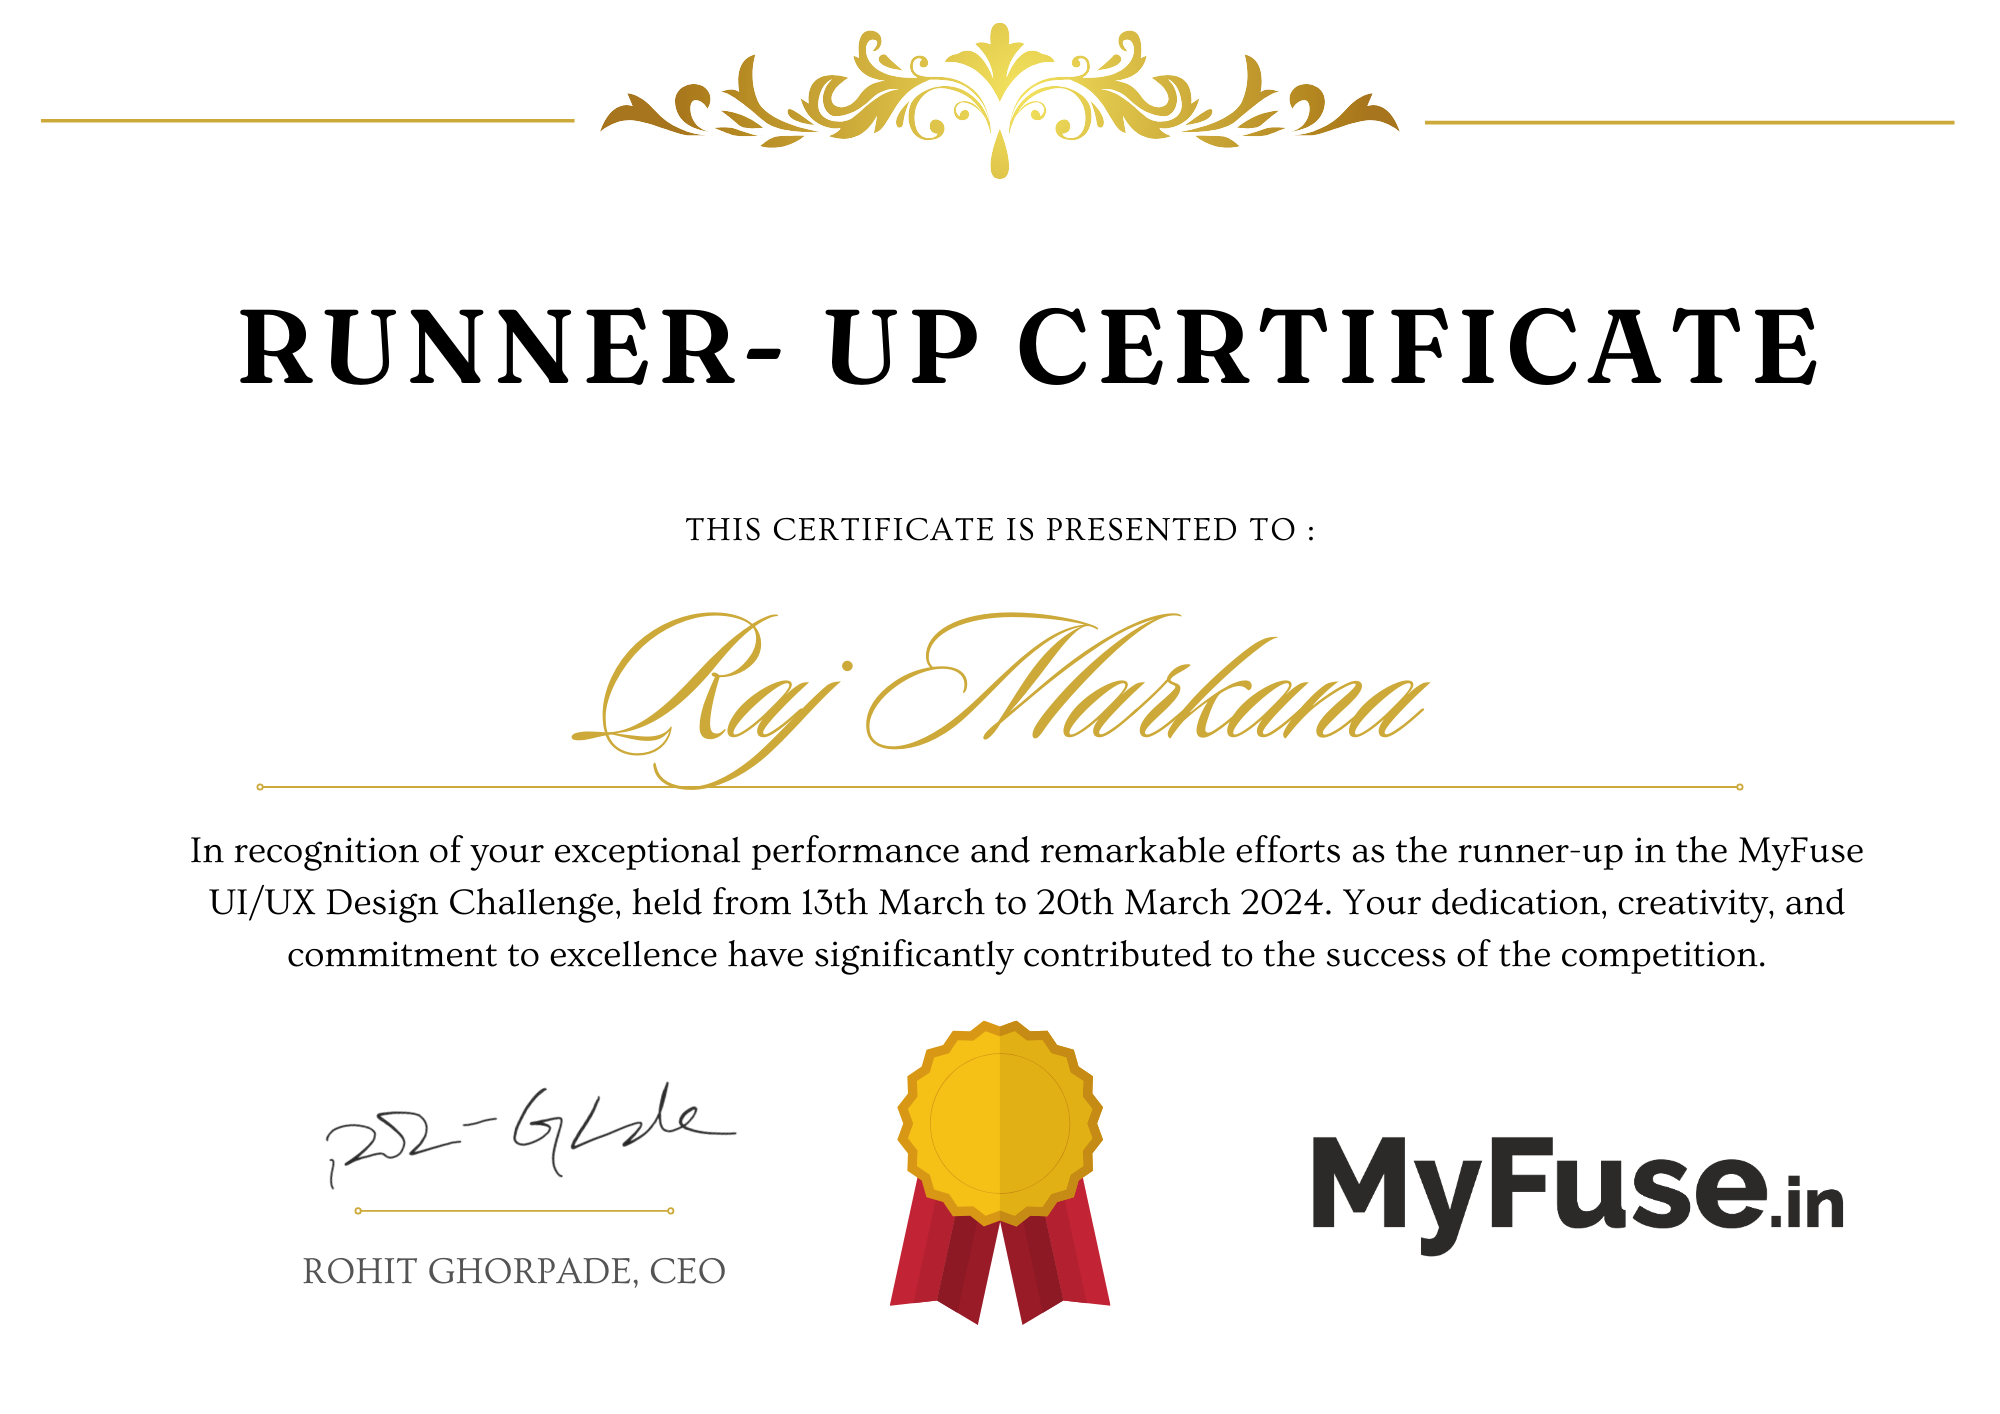 RUNNER- UP CERTIFICATE
THIS CERTIFICATE IS PRESENTED TO :
Raj Markana
In recognition of your exceptional performance and remarkable efforts as the runner-up in the MyFuse
UI/UX Design Challenge, held from 13th March to 20th March 2024. Your dedication, creativity, and
commitment to excellence have significantly contributed to the success of the competition.
ROHIT GHORPADE, CEO
MyFuse.in